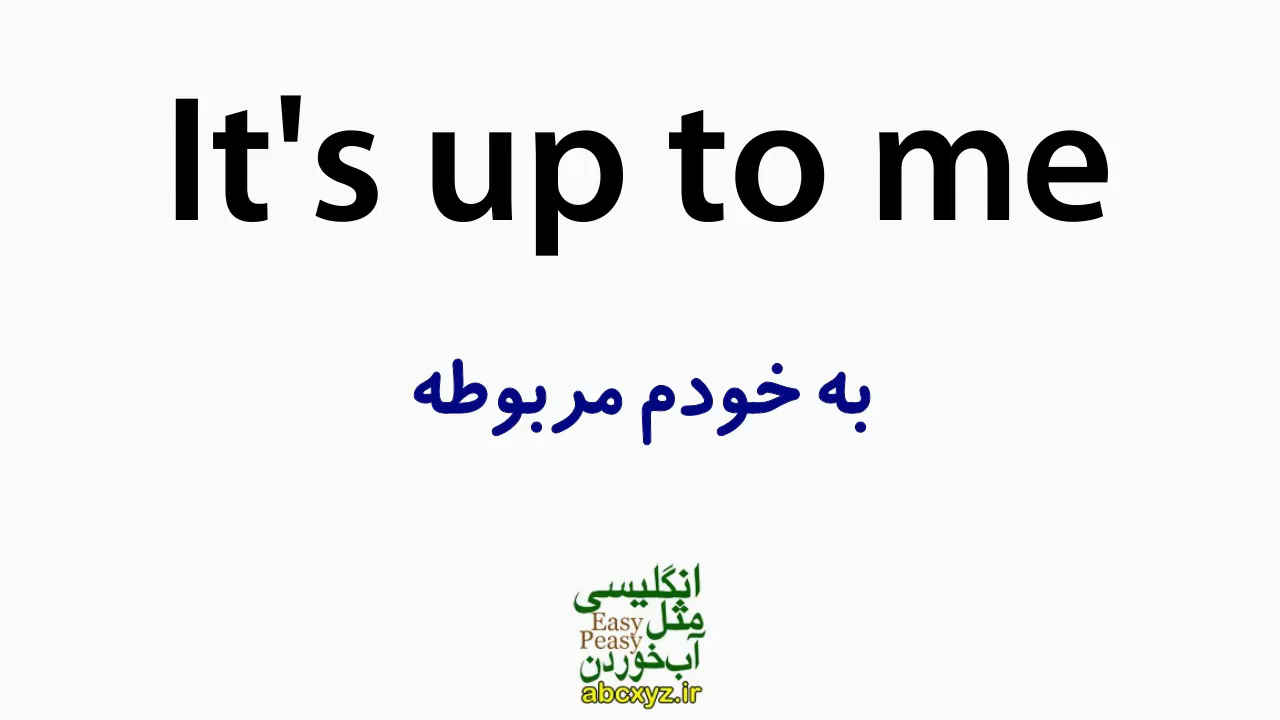 It's up to me
به خودم مربوطه
انگلیسی
مثل Easy
Peasy
آب‌خوردن
abcxyz.ir